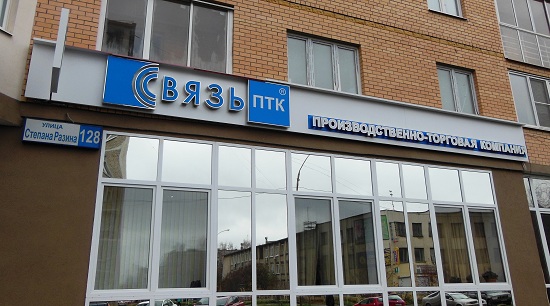 СВЯЗЬ ПТК ®
ПРОИЗВОДСТВЕННО-ТОРГОВАЯ КОМПАНИЯ
УЛИЦА
Степана Разина 128